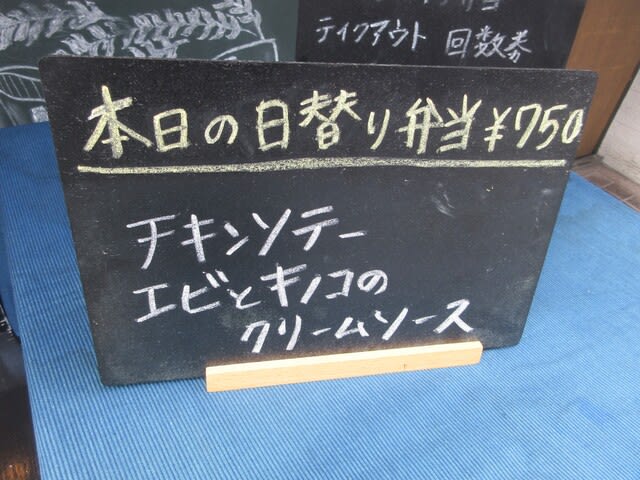 テイクアウト 回数券
本日の日替り弁当¥750
チキンソテー
エビとキノコの
クリームソース